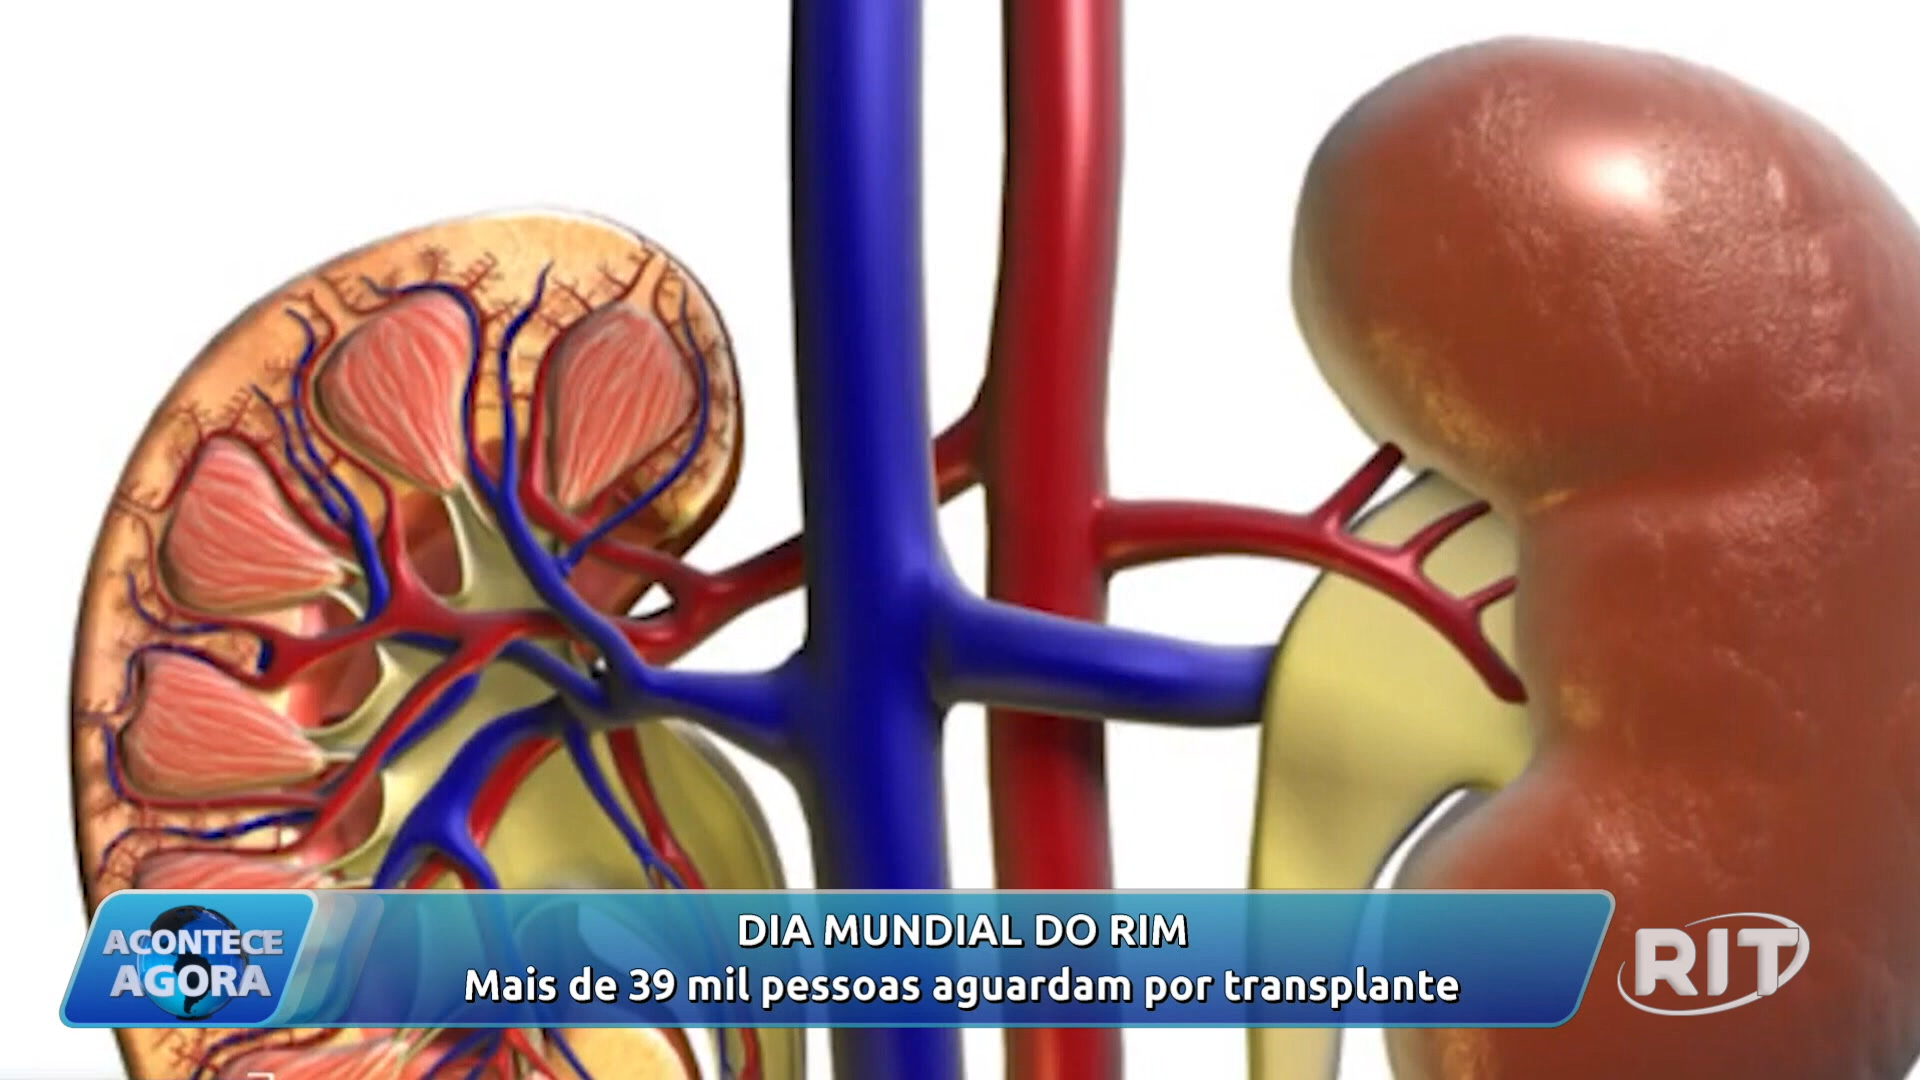 DIA MUNDIAL DO RIM
Mais de 39 mil pessoas aguardam por transplante
ACONTECE
AGORA
RIT